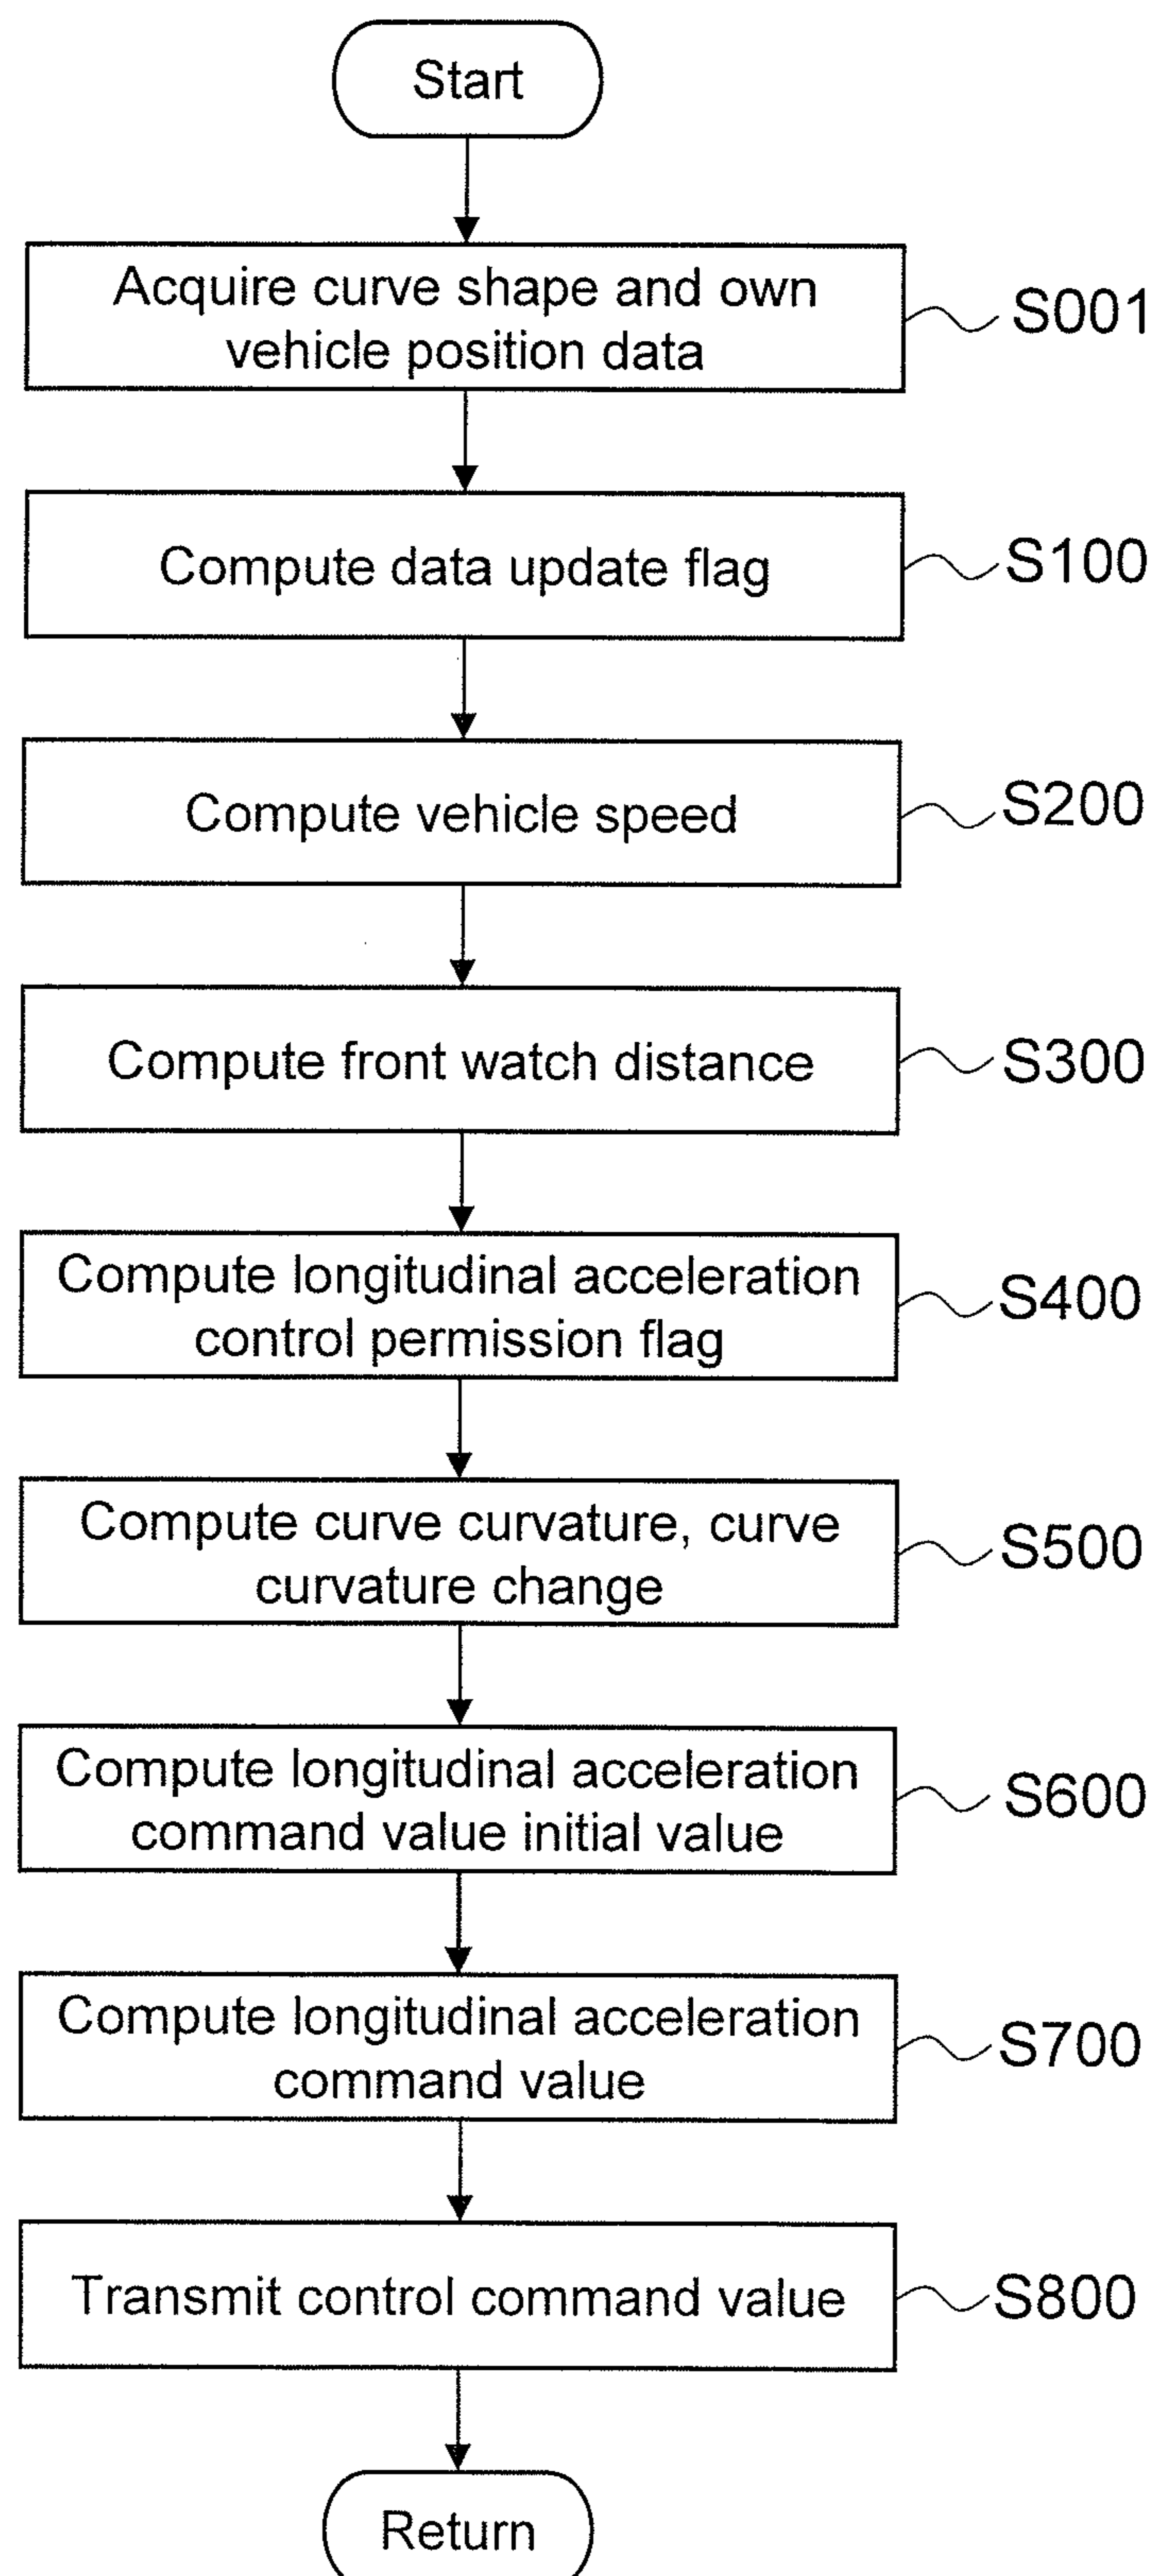 Start
Acquire curve shape and own
vehicle position data
S001
Compute data update flag
S100
Compute vehicle speed
S200
Compute front watch distance
S300
Compute longitudinal acceleration
control permission flag
S400
Compute curve curvature, curve
curvature change
S500
Compute longitudinal acceleration
command value initial value
S600
Compute longitudinal acceleration
command value
S700
Transmit control command value
S800
Return